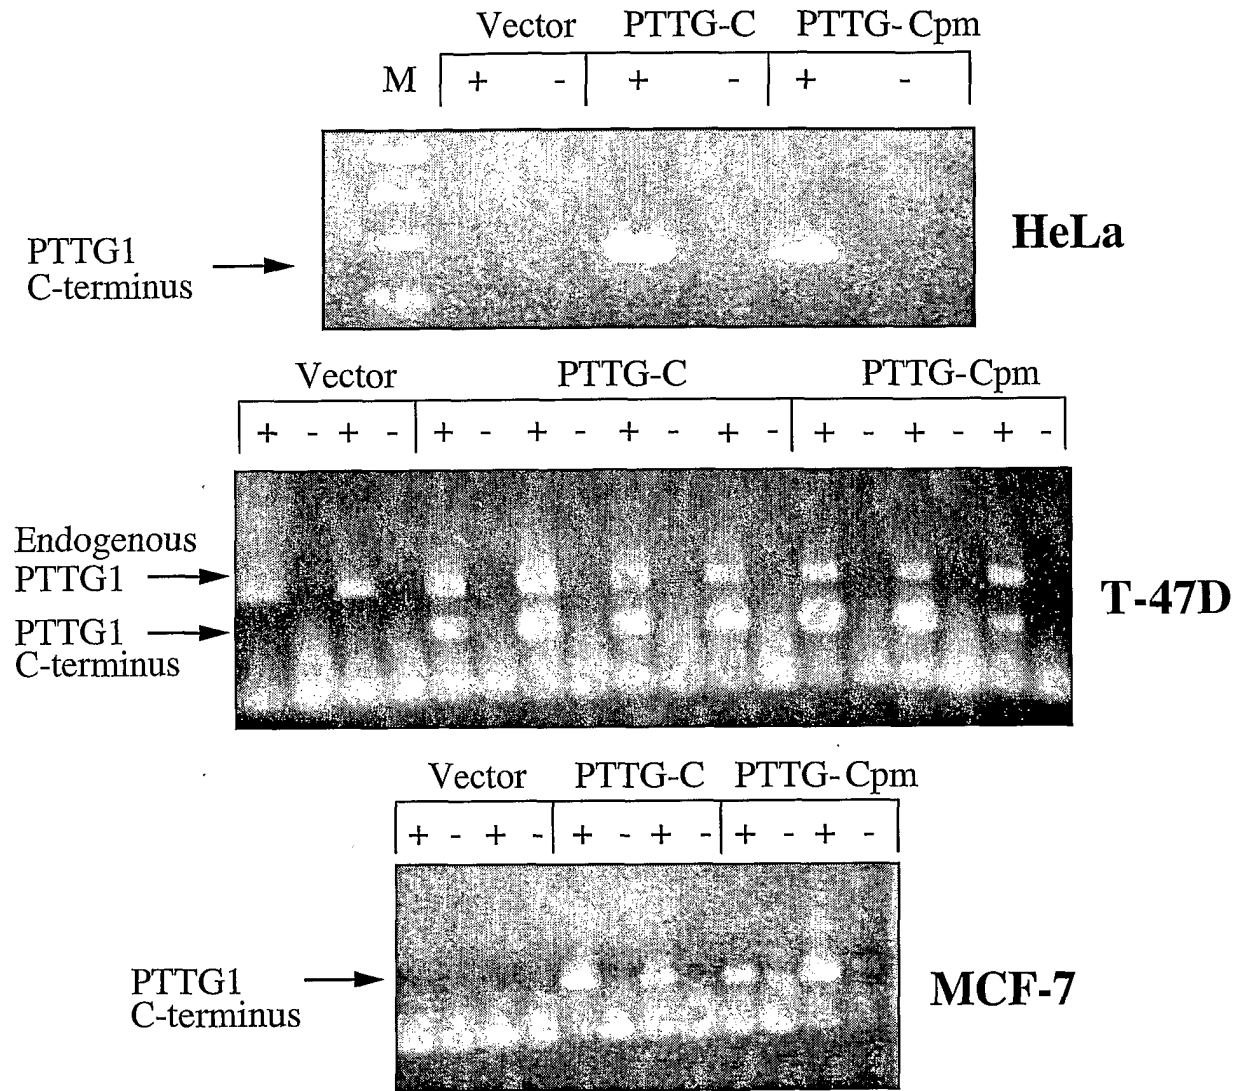 Vector PTTG-C PTTG-Cpm
M + - + - + -
PTTG1
C-terminus
HeLa
Vector PTTG-C PTTG-Cpm
+ - + - + - + - + - + - + - + - + -
Endogenous
PTTG1
PTTG1
C-terminus
T-47D
Vector PTTG-C PTTG-Cpm
+ - + - + - + - + - + -
PTTG1
C-terminus
MCF-7